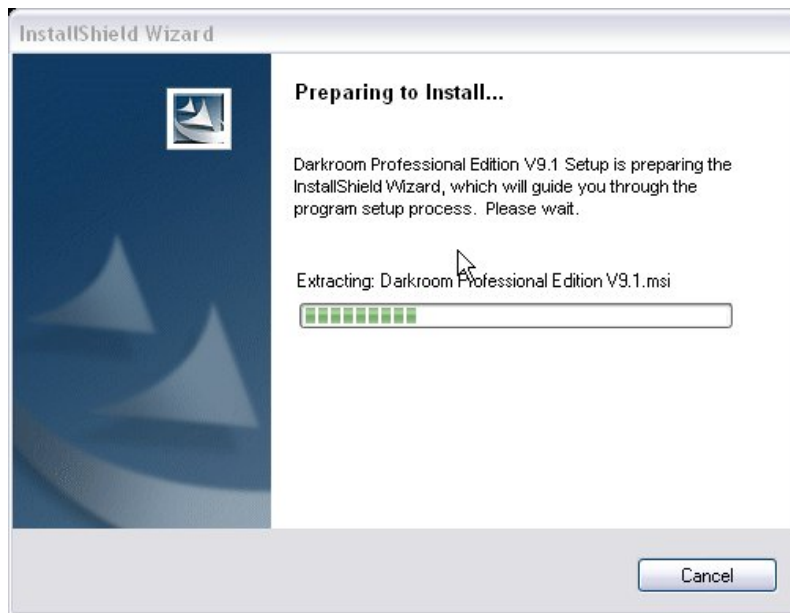 InstallShield Wizard
Preparing to Install...
Darkroom Professional Edition V9.1 Setup is preparing the
InstallShield Wizard, which will guide you through the
program setup process.  Please wait.
Extracting: Darkroom Professional Edition V9.1.msi
Cancel